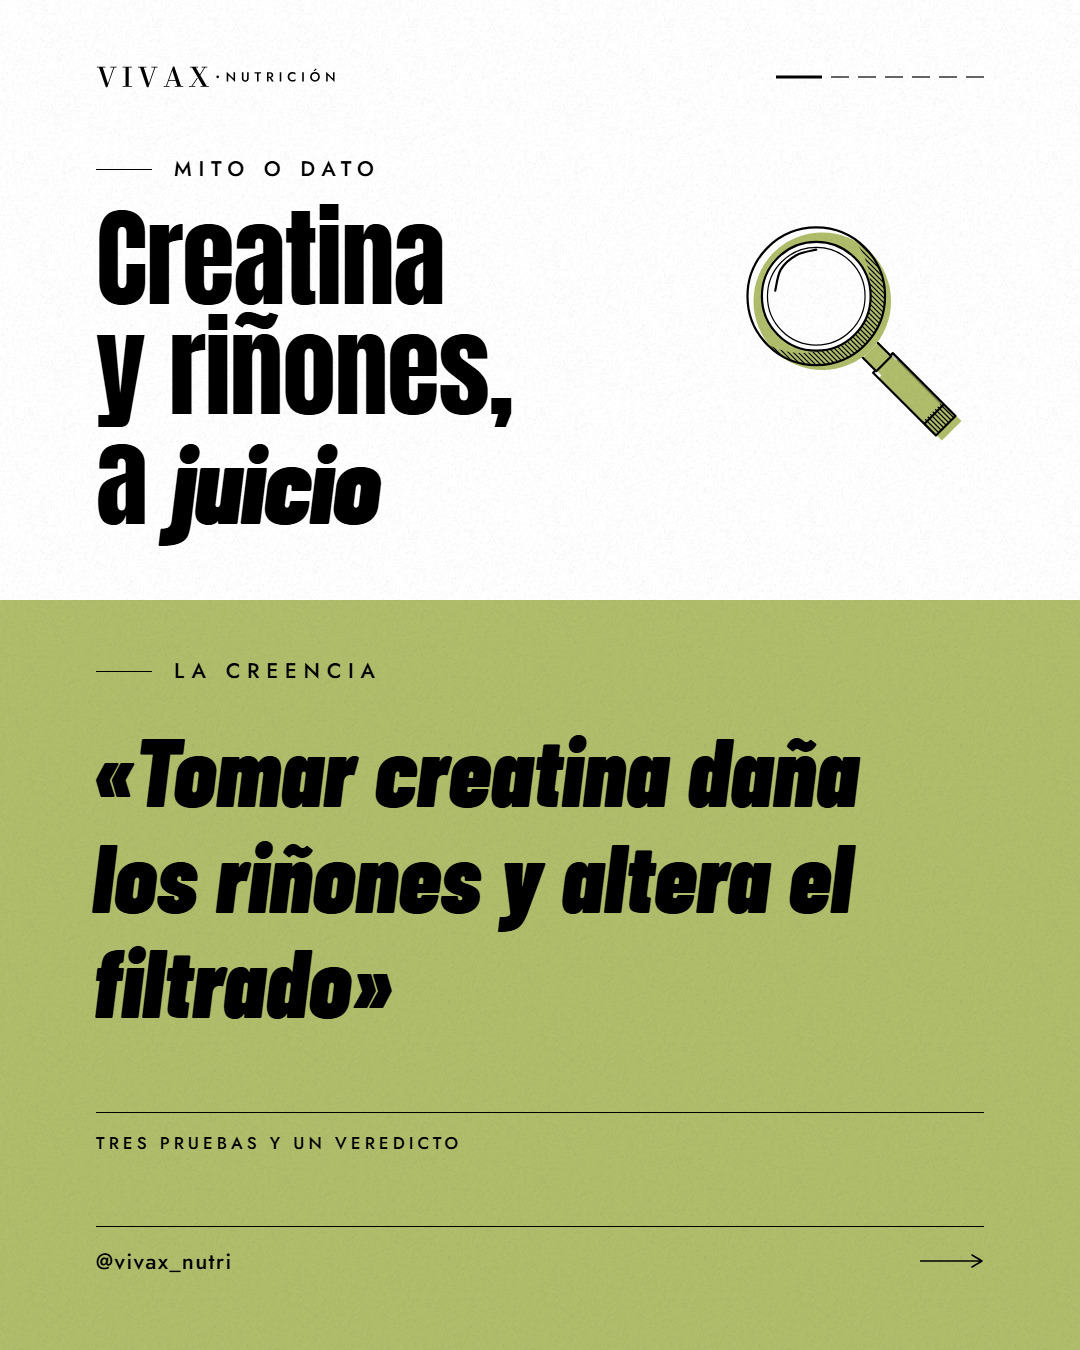 VIVAX·NUTRICIÓN
MITO O DATO
Creatina
y riñones,
a juicio
LA CREENCIA
«Tomar creatina daña
los riñones y altera el
filtrado»
TRES PRUEBAS Y UN VEREDICTO
@vivax_nutri